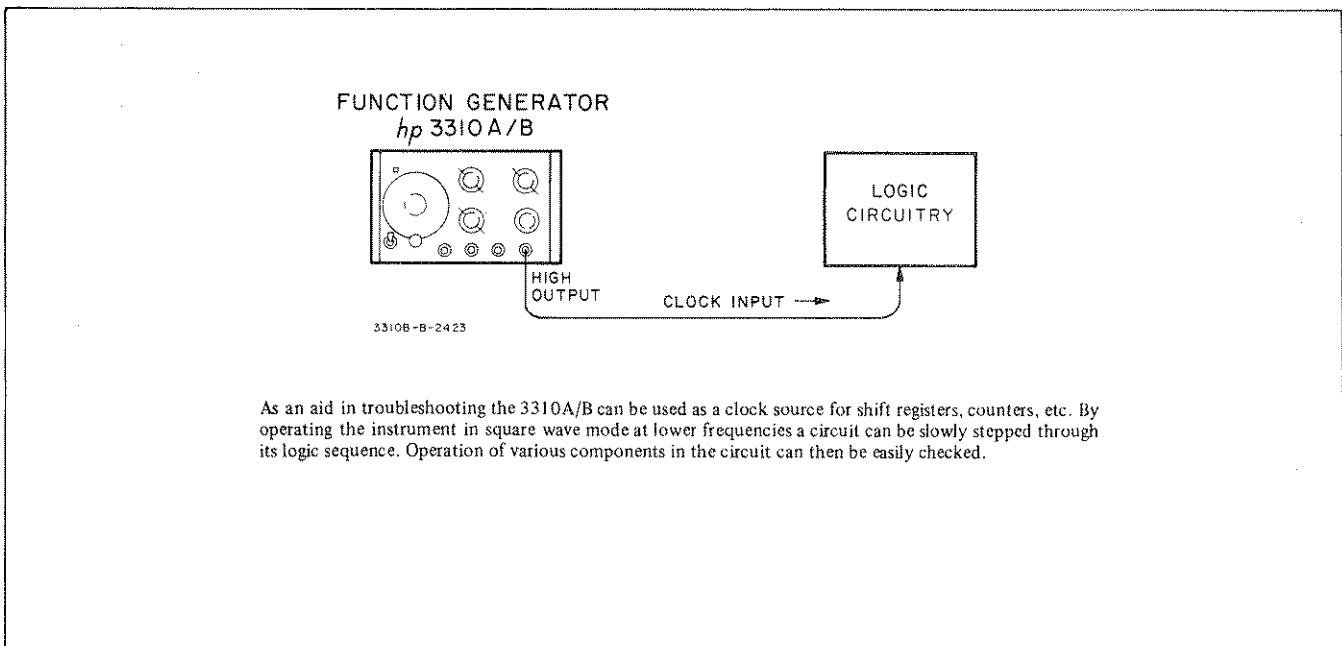 FUNCTION GENERATOR
hp 3310A/B
LOGIC
CIRCUITRY
HIGH
OUTPUT
CLOCK INPUT
3310B-B-2423
As an aid in troubleshooting the 3310A/B can be used as a clock source for shift registers, counters, etc. By
operating the instrument in square wave mode at lower frequencies a circuit can be slowly stepped through
its logic sequence. Operation of various components in the circuit can then be easily checked.